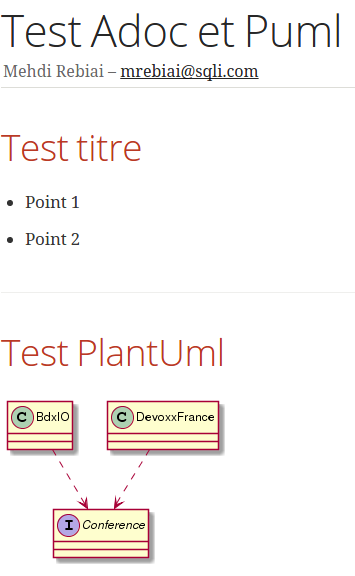 Test Adoc et Puml
Mehdi Rebiai – mrebiai@sqli.com
Test titre
• Point 1
• Point 2
Test PlantUml
C BdxIO
C DevoxxFrance
I Conference